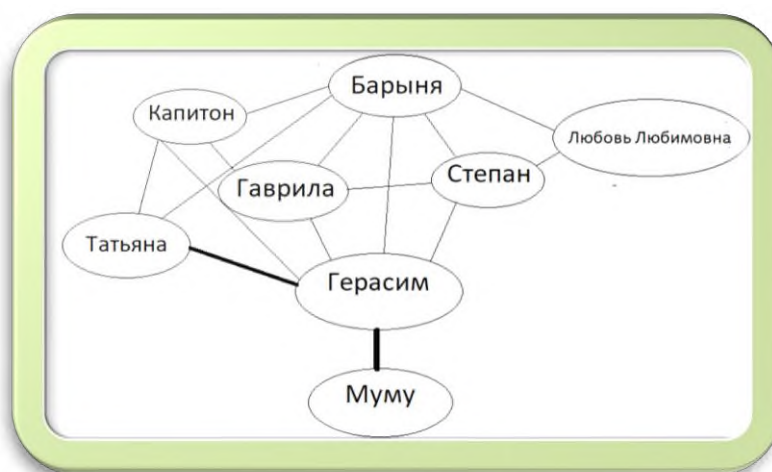 Барыня
Капитон
Любовь Любимовна
Гаврила
Степан
Татьяна
Герасим
Муму